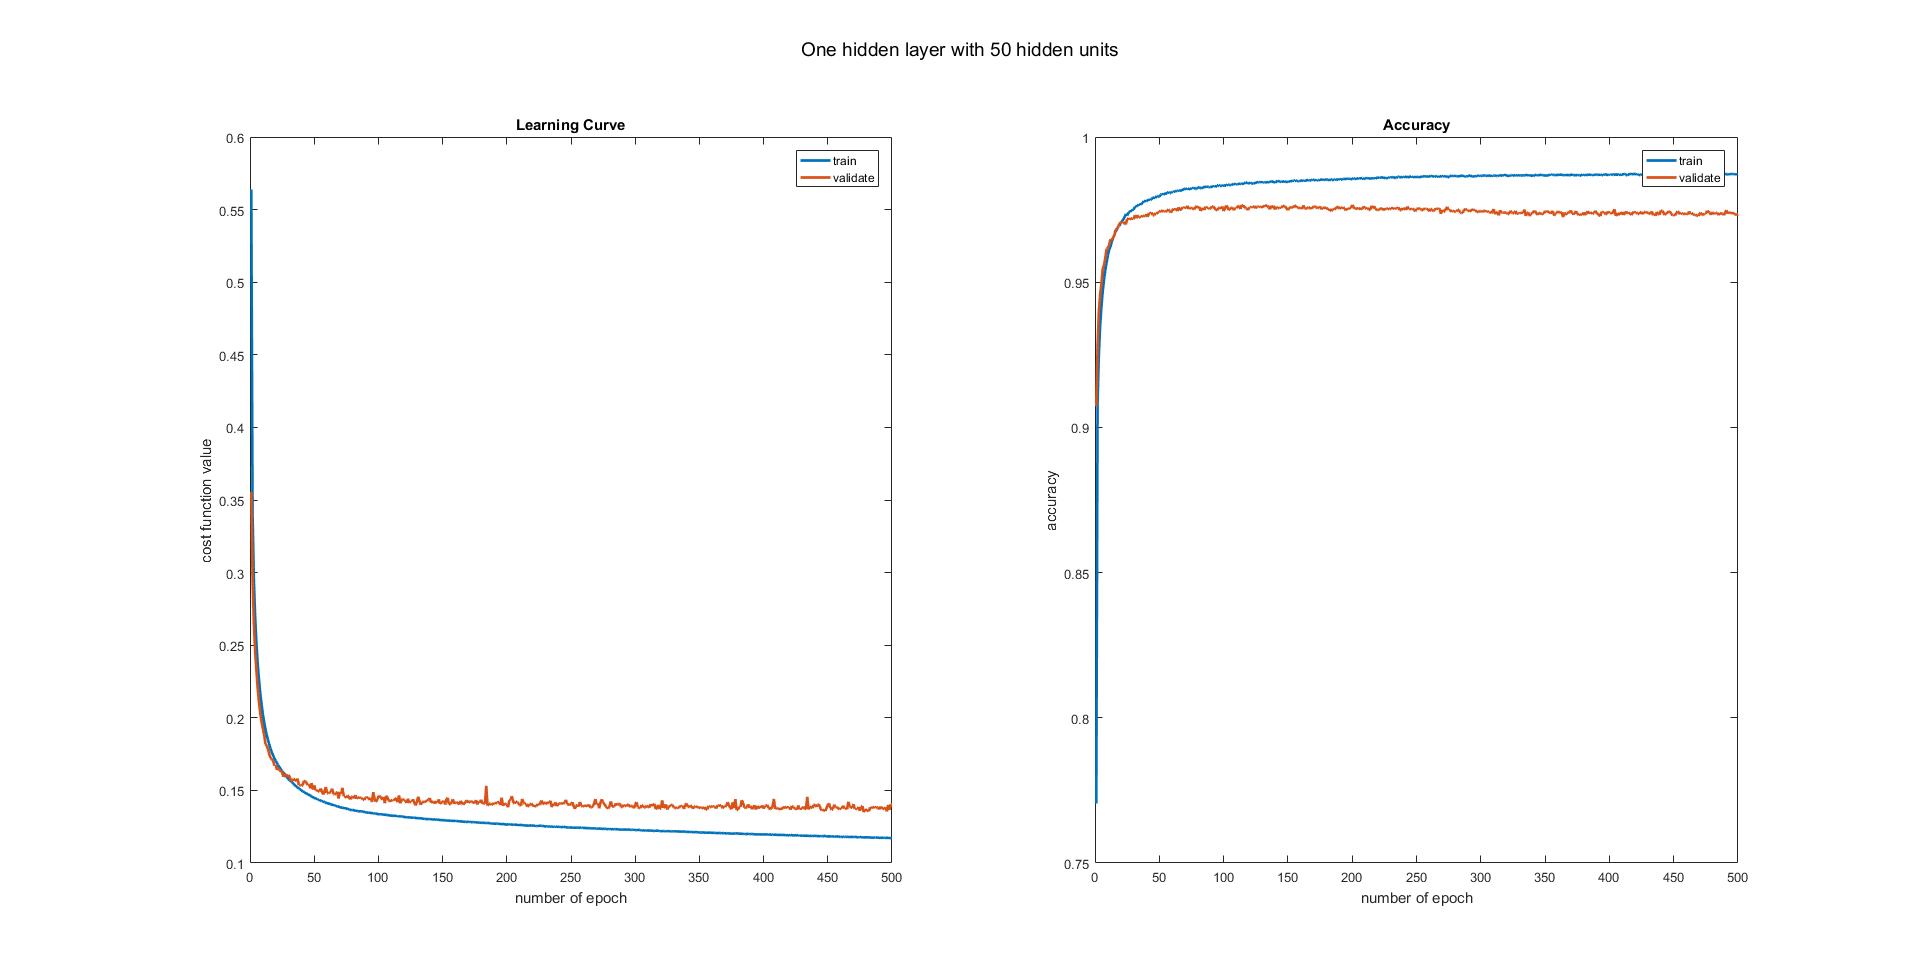 One hidden layer with 50 hidden units
Learning Curve
0.6
0.55
0.5
0.45
0.4
0.35
0.3
0.25
0.2
0.15
0.1
cost function value
train
validate
0 50 100 150 200 250 300 350 400 450 500
number of epoch
Accuracy
1
0.95
0.9
0.85
0.8
0.75
accuracy
train
validate
0 50 100 150 200 250 300 350 400 450 500
number of epoch